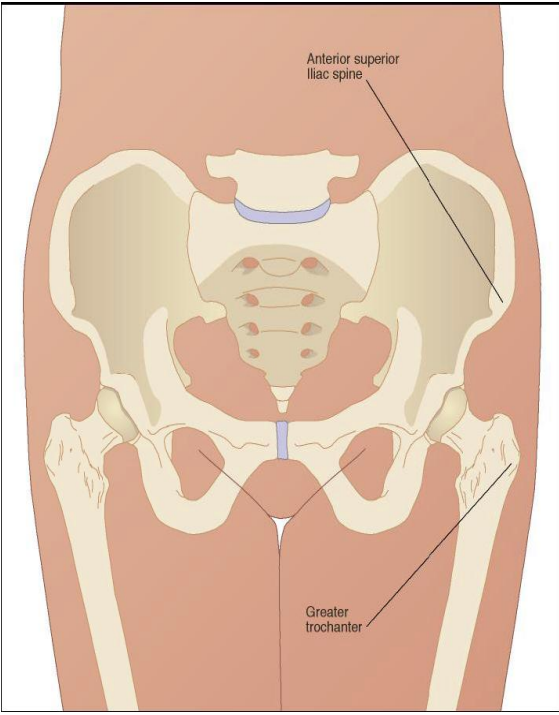 Anterior superior
Iliac spine
Greater
trochanter